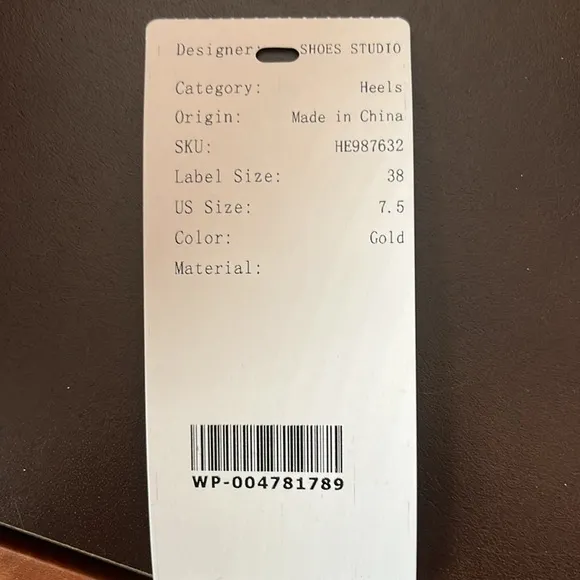 Designer: SHOES STUDIO
Category: Heels
Origin: Made in China
SKU: HE987632
Label Size: 38
US Size: 7.5
Color: Gold
Material:
WP-004781789